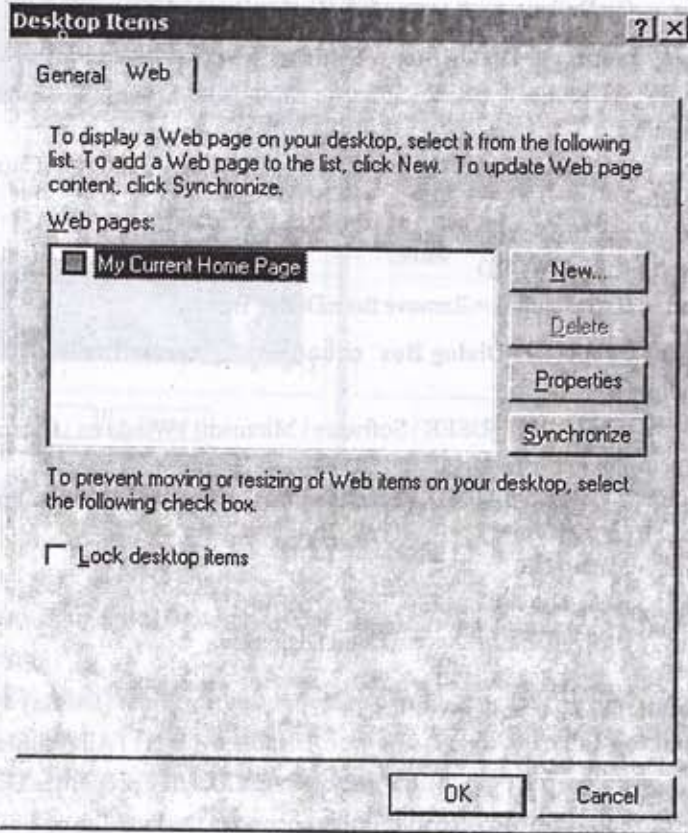 Desktop Items
? ×
General Web
To display a Web page on your desktop, select it from the following
list. To add a Web page to the list, click New. To update Web page
content, click Synchronize.
Web pages:
My Current Home Page
New...
Delete
Properties
Synchronize
To prevent moving or resizing of Web items on your desktop, select
the following check box.
Lock desktop items
OK Cancel